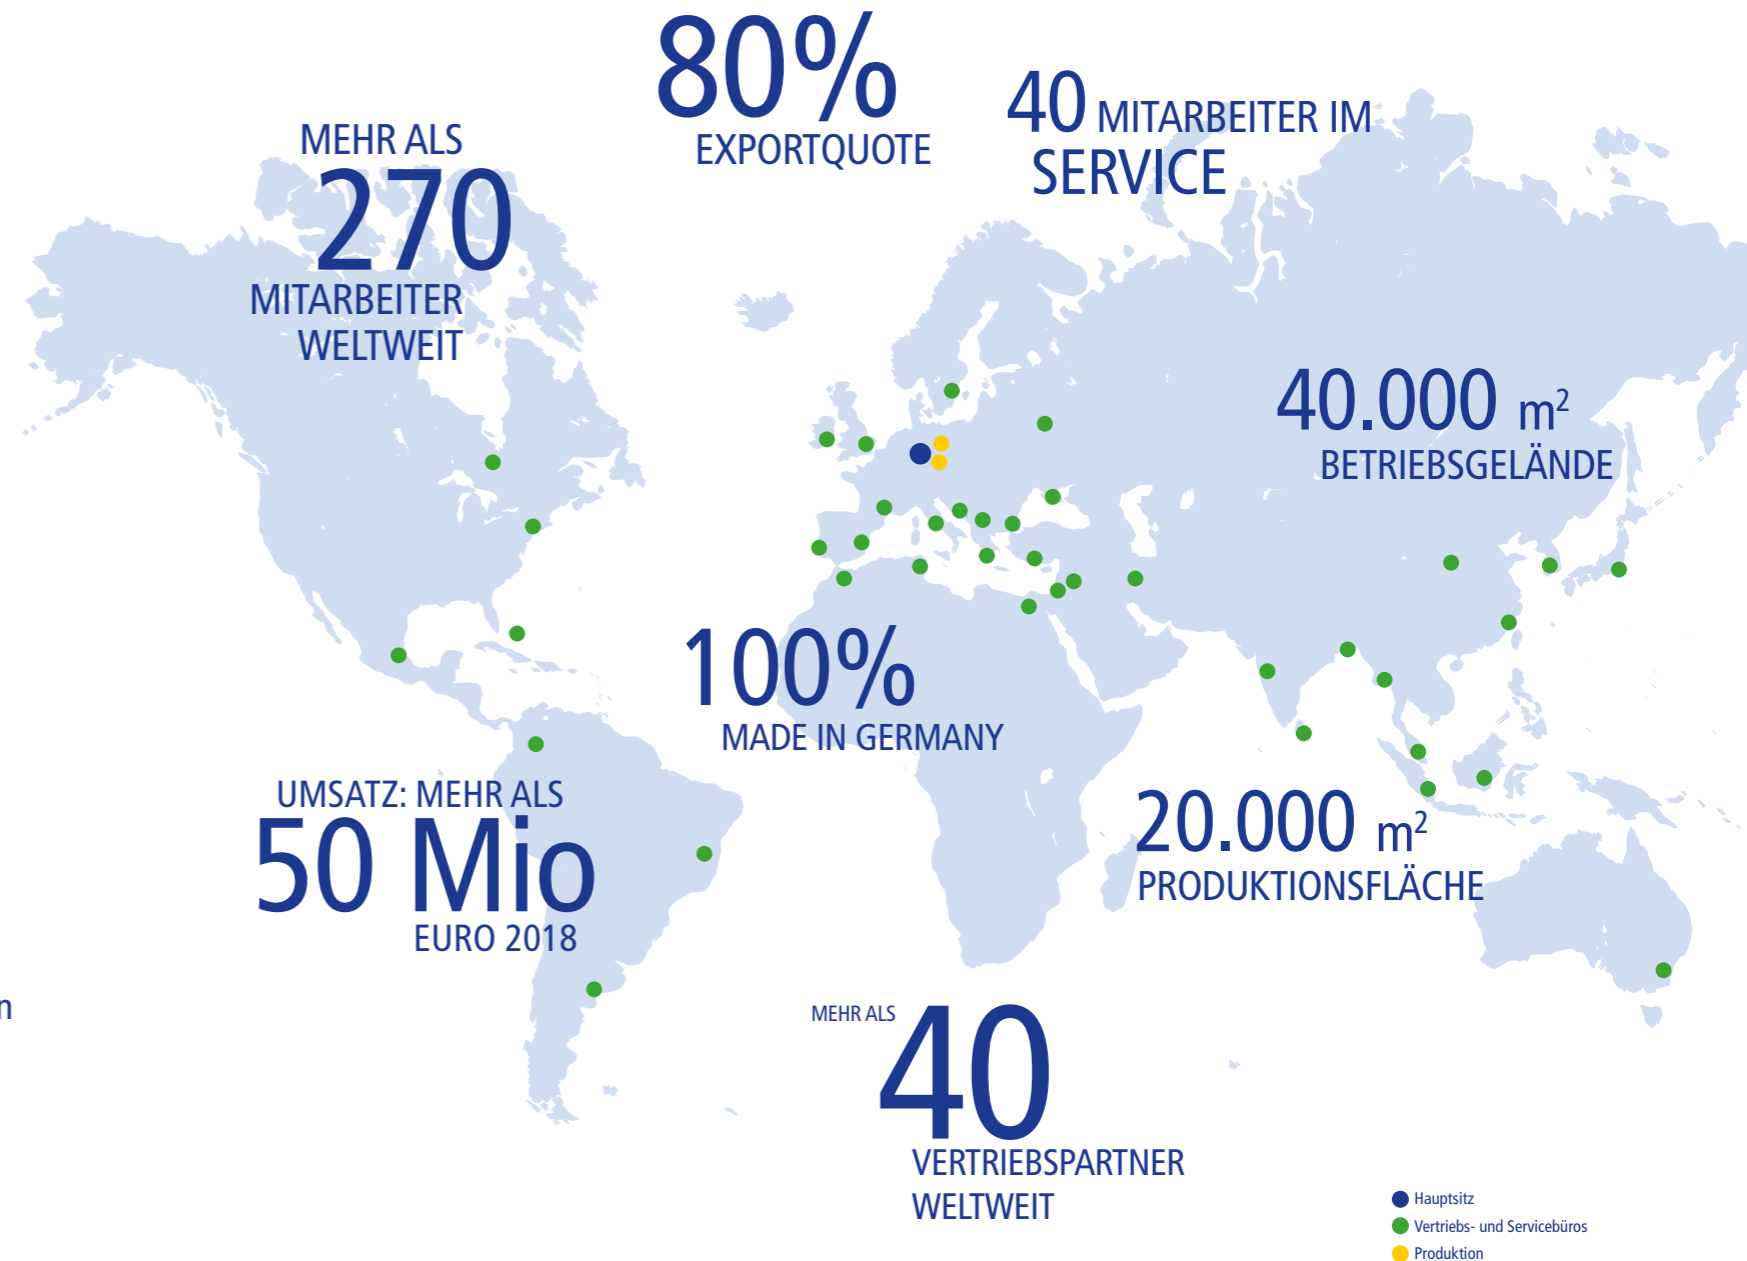 80%
EXPORTQUOTE
40 MITARBEITER IM
SERVICE
MEHR ALS
270
MITARBEITER
WELTWEIT
40.000 m²
BETRIEBSGELÄNDE
100%
MADE IN GERMANY
UMSATZ: MEHR ALS
50 Mio
EURO 2018
20.000 m²
PRODUKTIONSFLÄCHE
n
MEHR ALS
40
VERTRIEBSPARTNER
WELTWEIT
Hauptsitz
Vertriebs- und Servicebüros
Produktion